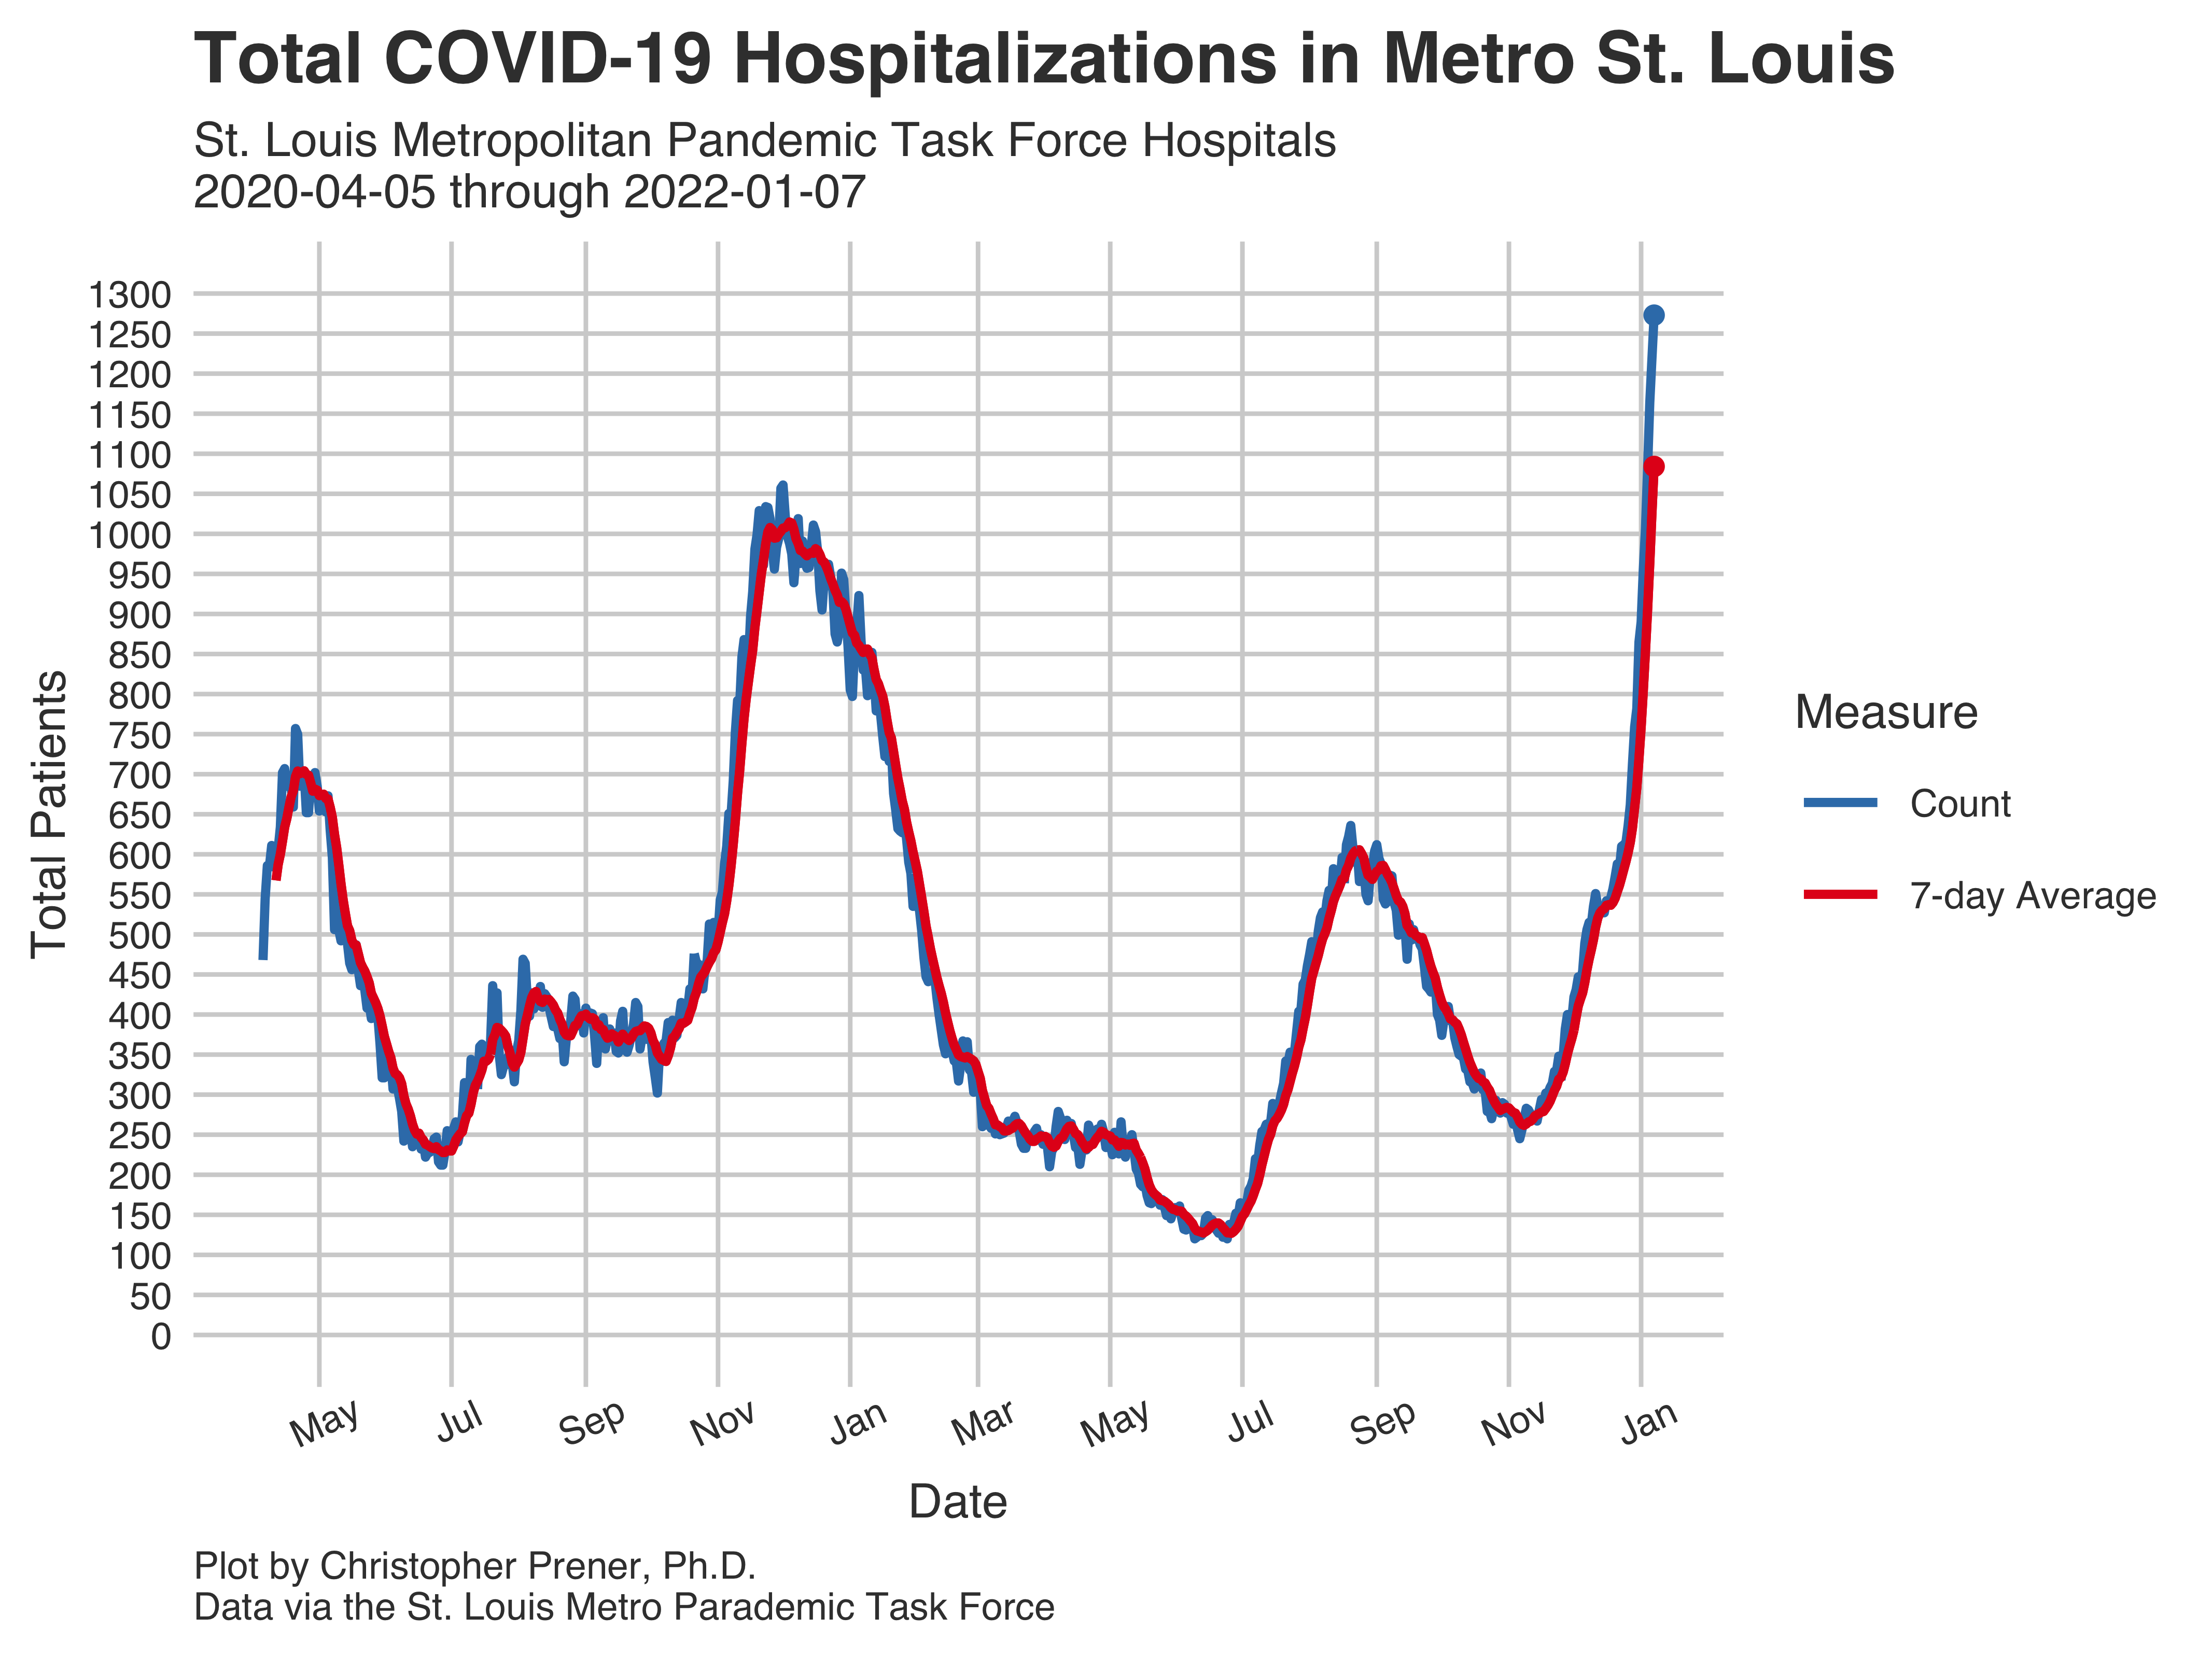 Total COVID-19 Hospitalizations in Metro St. Louis
St. Louis Metropolitan Pandemic Task Force Hospitals
2020-04-05 through 2022-01-07
1300
1250
1200
1150
1100
1050
1000
950
900
850
800
750
700
650
600
550
500
450
400
350
300
250
200
150
100
50
0
Total Patients
May Jul Sep Nov Jan Mar May Jul Sep Nov Jan
Date
Measure
Count
7-day Average
Plot by Christopher Prener, Ph.D.
Data via the St. Louis Metro Parademic Task Force